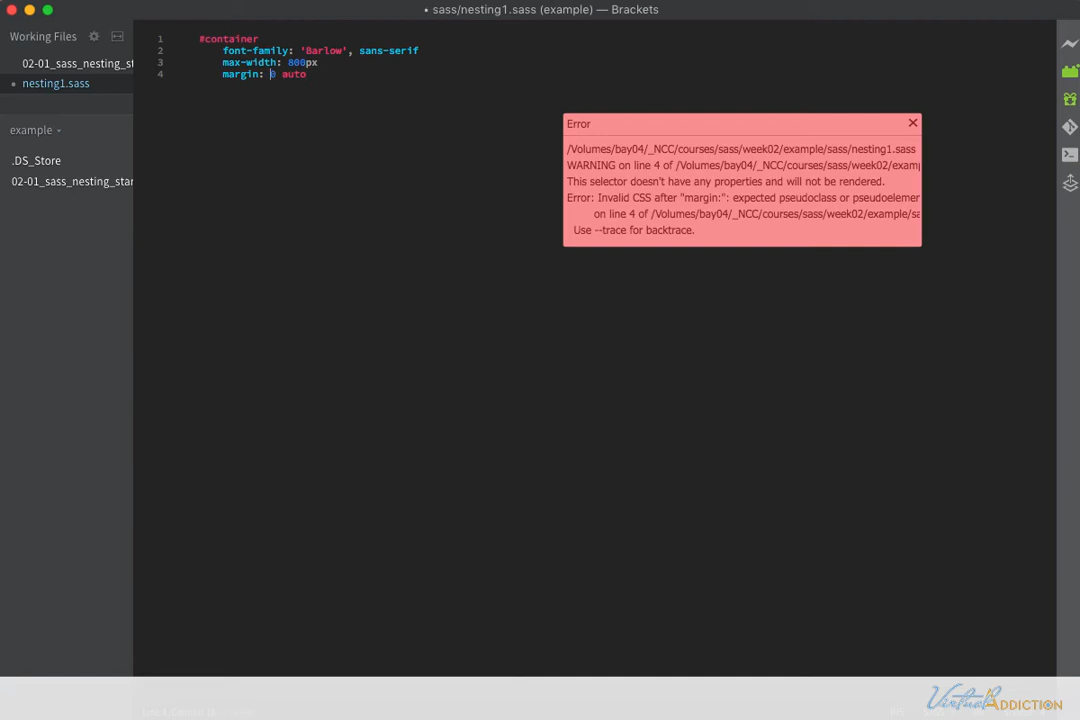 • sass/nesting1.sass (example) — Brackets
Working Files
02-01_sass_nesting_st
• nesting1.sass
example
.DS_Store
02-01_sass_nesting_star
1 #container
2 font-family: 'Barlow', sans-serif
3 max-width: 800px
4 margin: 0 auto
Error
/Volumes/bay04/_NCC/courses/sass/week02/example/sass/nesting1.sass
WARNING on line 4 of /Volumes/bay04/_NCC/courses/sass/week02/examp
This selector doesn't have any properties and will not be rendered.
Error: Invalid CSS after "margin:": expected pseudoclass or pseudoelemen
on line 4 of /Volumes/bay04/_NCC/courses/sass/week02/example/sa
Use --trace for backtrace.
Virtual ADDICTION